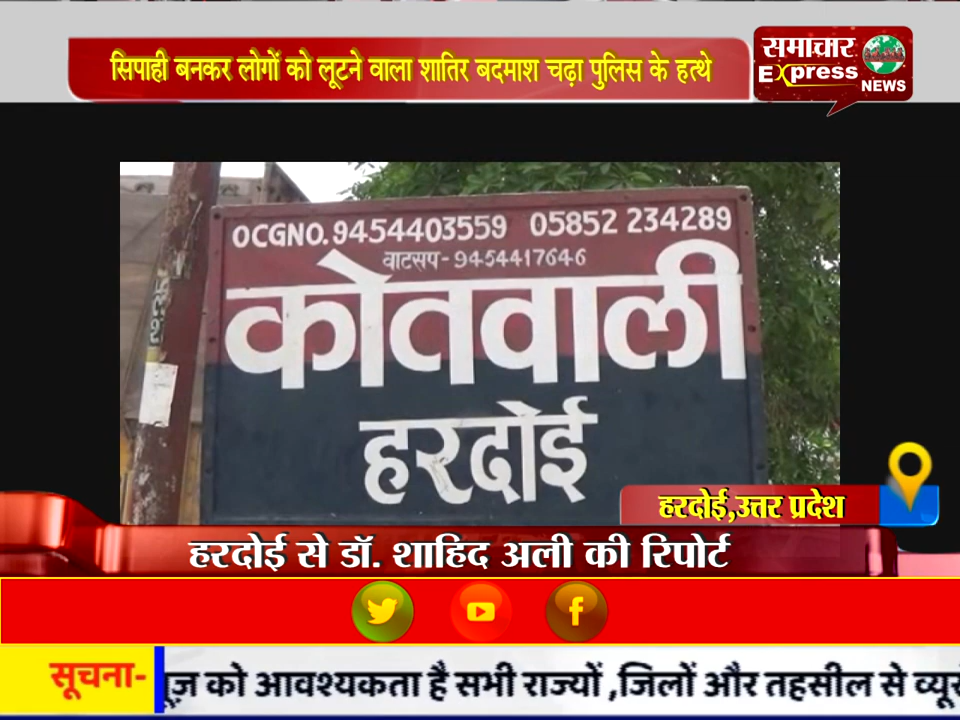 सिपाही बनकर लोगों को लूटने वाला शातिर बदमाश चढ़ा पुलिस के हत्थे
समाचार
Express
NEWS
OCGNO.9454403559 05852 234289
वाटसप-9454417646
कोतवाली
हरदोई
हरदोई,उत्तर प्रदेश
हरदोई से डॉ. शाहिद अली की रिपोर्ट
सूचना- को आवश्यकता है सभी राज्यों ,जिलों और तहसील से